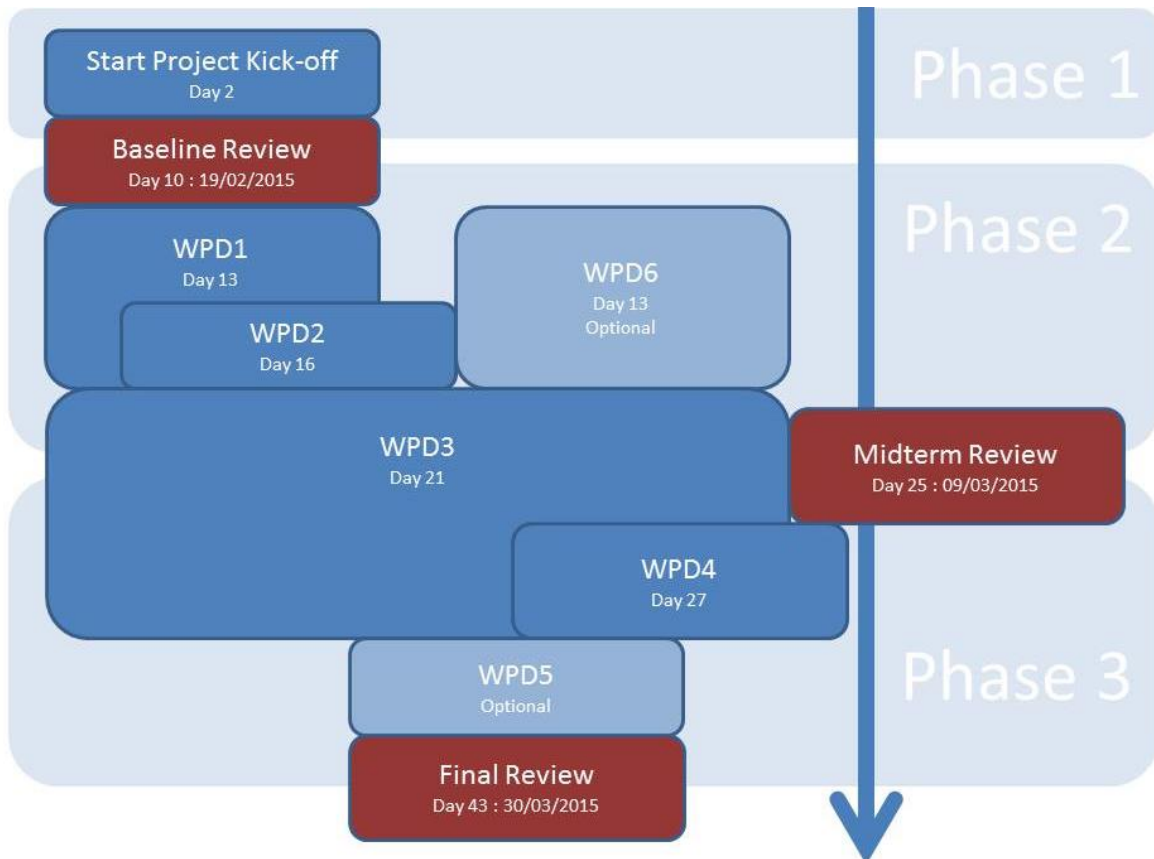 Start Project Kick-off
Day 2
Phase 1
Baseline Review
Day 10 : 19/02/2015
Phase 2
WPD1
Day 13
WPD6
Day 13
Optional
WPD2
Day 16
WPD3
Day 21
Midterm Review
Day 25 : 09/03/2015
WPD4
Day 27
Phase 3
WPD5
Optional
Final Review
Day 43 : 30/03/2015